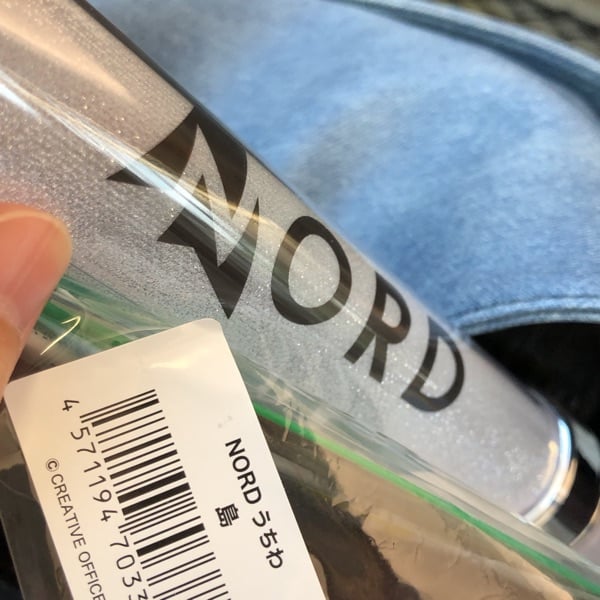 NORD
NORD うちわ
島
4 571194 7033
©CREATIVE OFFICE